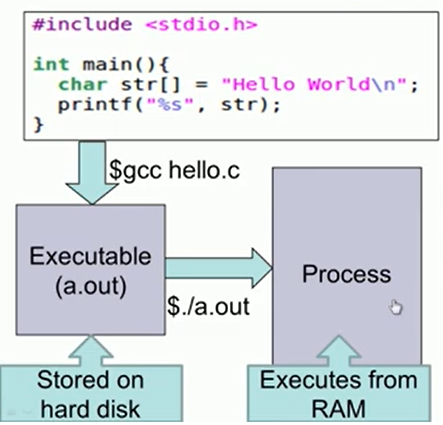 #include <stdio.h>
int main(){
char str[] = "Hello World\n";
printf("%s", str);
}
$gcc hello.c
Executable
(a.out)
$./a.out
Process
Stored on
hard disk
Executes from
RAM